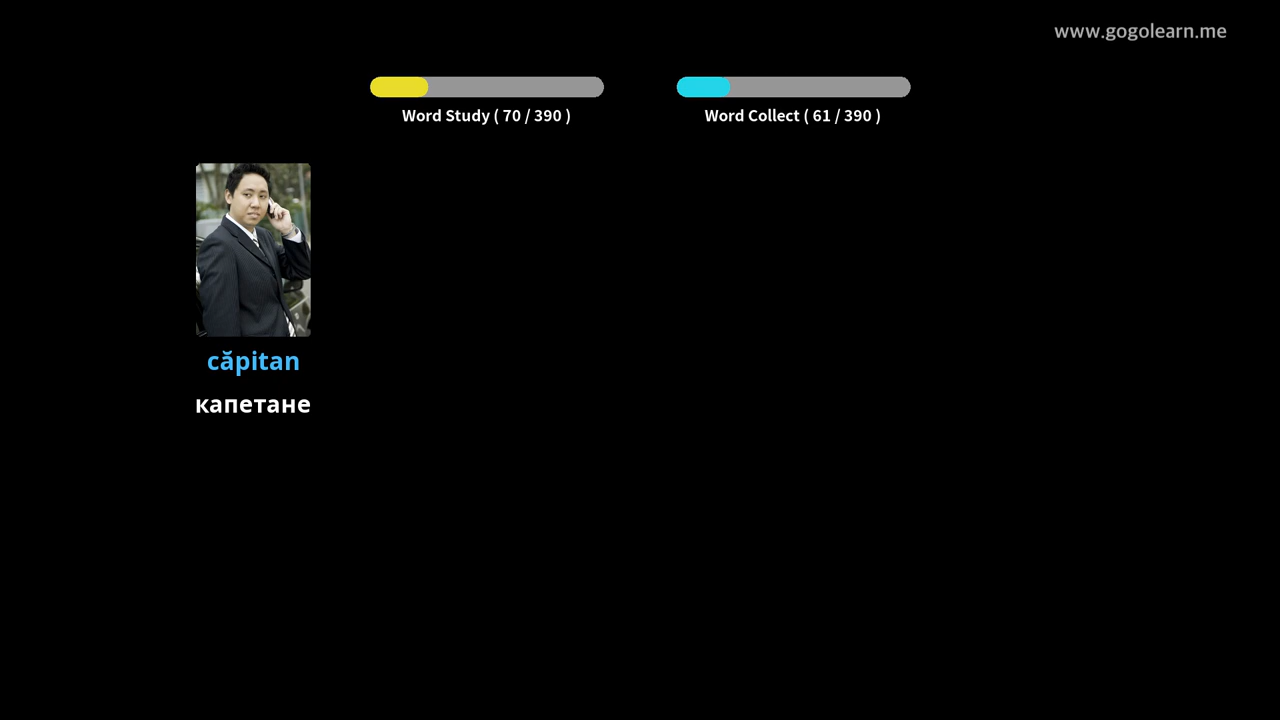 www.gogolearn.me
Word Study ( 70 / 390 )
Word Collect ( 61 / 390 )
căpitan
капетане